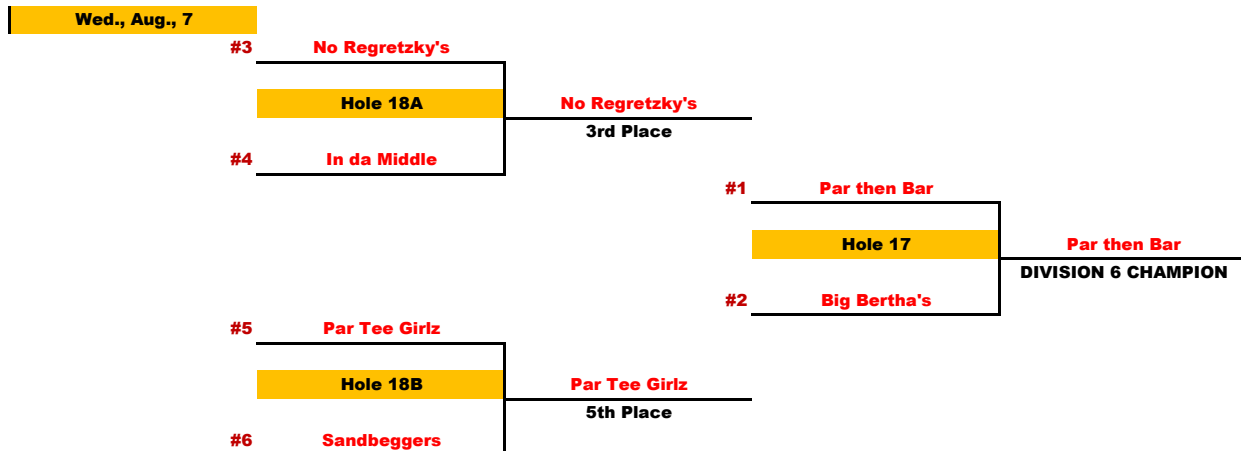 Wed., Aug., 7
#3 No Regretzky's
Hole 18A
No Regretzky's
3rd Place
#4 In da Middle
#1 Par then Bar
Hole 17
Par then Bar
DIVISION 6 CHAMPION
#2 Big Bertha's
#5 Par Tee Girlz
Hole 18B
Par Tee Girlz
5th Place
#6 Sandbeggers